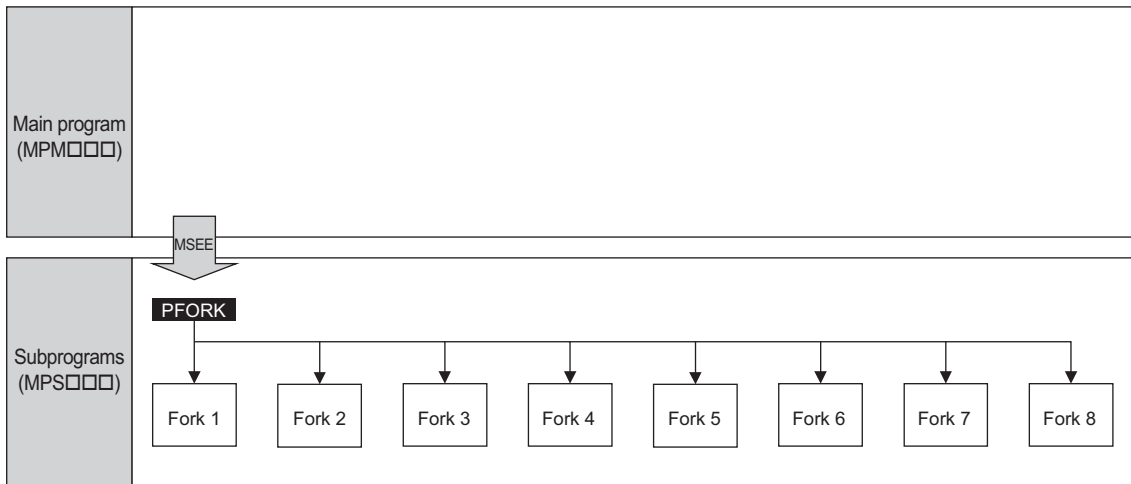 Main program
(MPM□□□)
MSEE
PFORK
Subprograms
(MPS□□□)
Fork 1
Fork 2
Fork 3
Fork 4
Fork 5
Fork 6
Fork 7
Fork 8